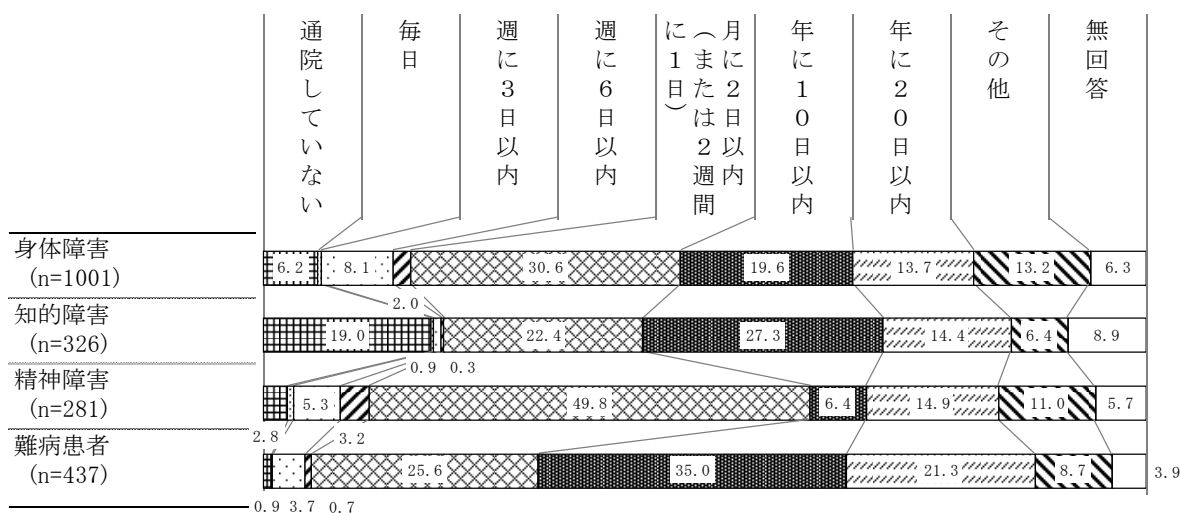 通院していない
毎日
週に3日以内
週に6日以内
月に2日以内
(または2週間
に1日)
年に10日以内
年に20日以内
その他
無回答
身体障害
(n=1001)
6.2
8.1
2.0
30.6
19.6
13.7
13.2
6.3
知的障害
(n=326)
19.0
0.9
0.3
22.4
27.3
14.4
6.4
8.9
精神障害
(n=281)
2.8
5.3
3.2
49.8
6.4
14.9
11.0
5.7
難病患者
(n=437)
0.9
3.7
0.7
25.6
35.0
21.3
8.7
3.9